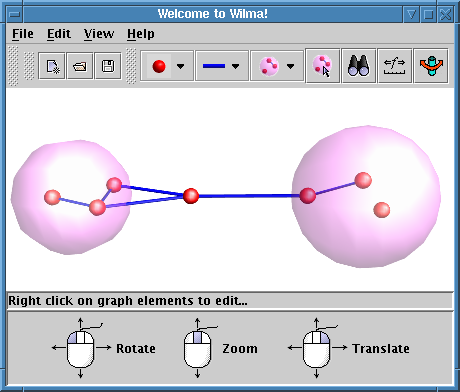 Welcome to Wilma!
File Edit View Help
Right click on graph elements to edit...
Rotate Zoom Translate